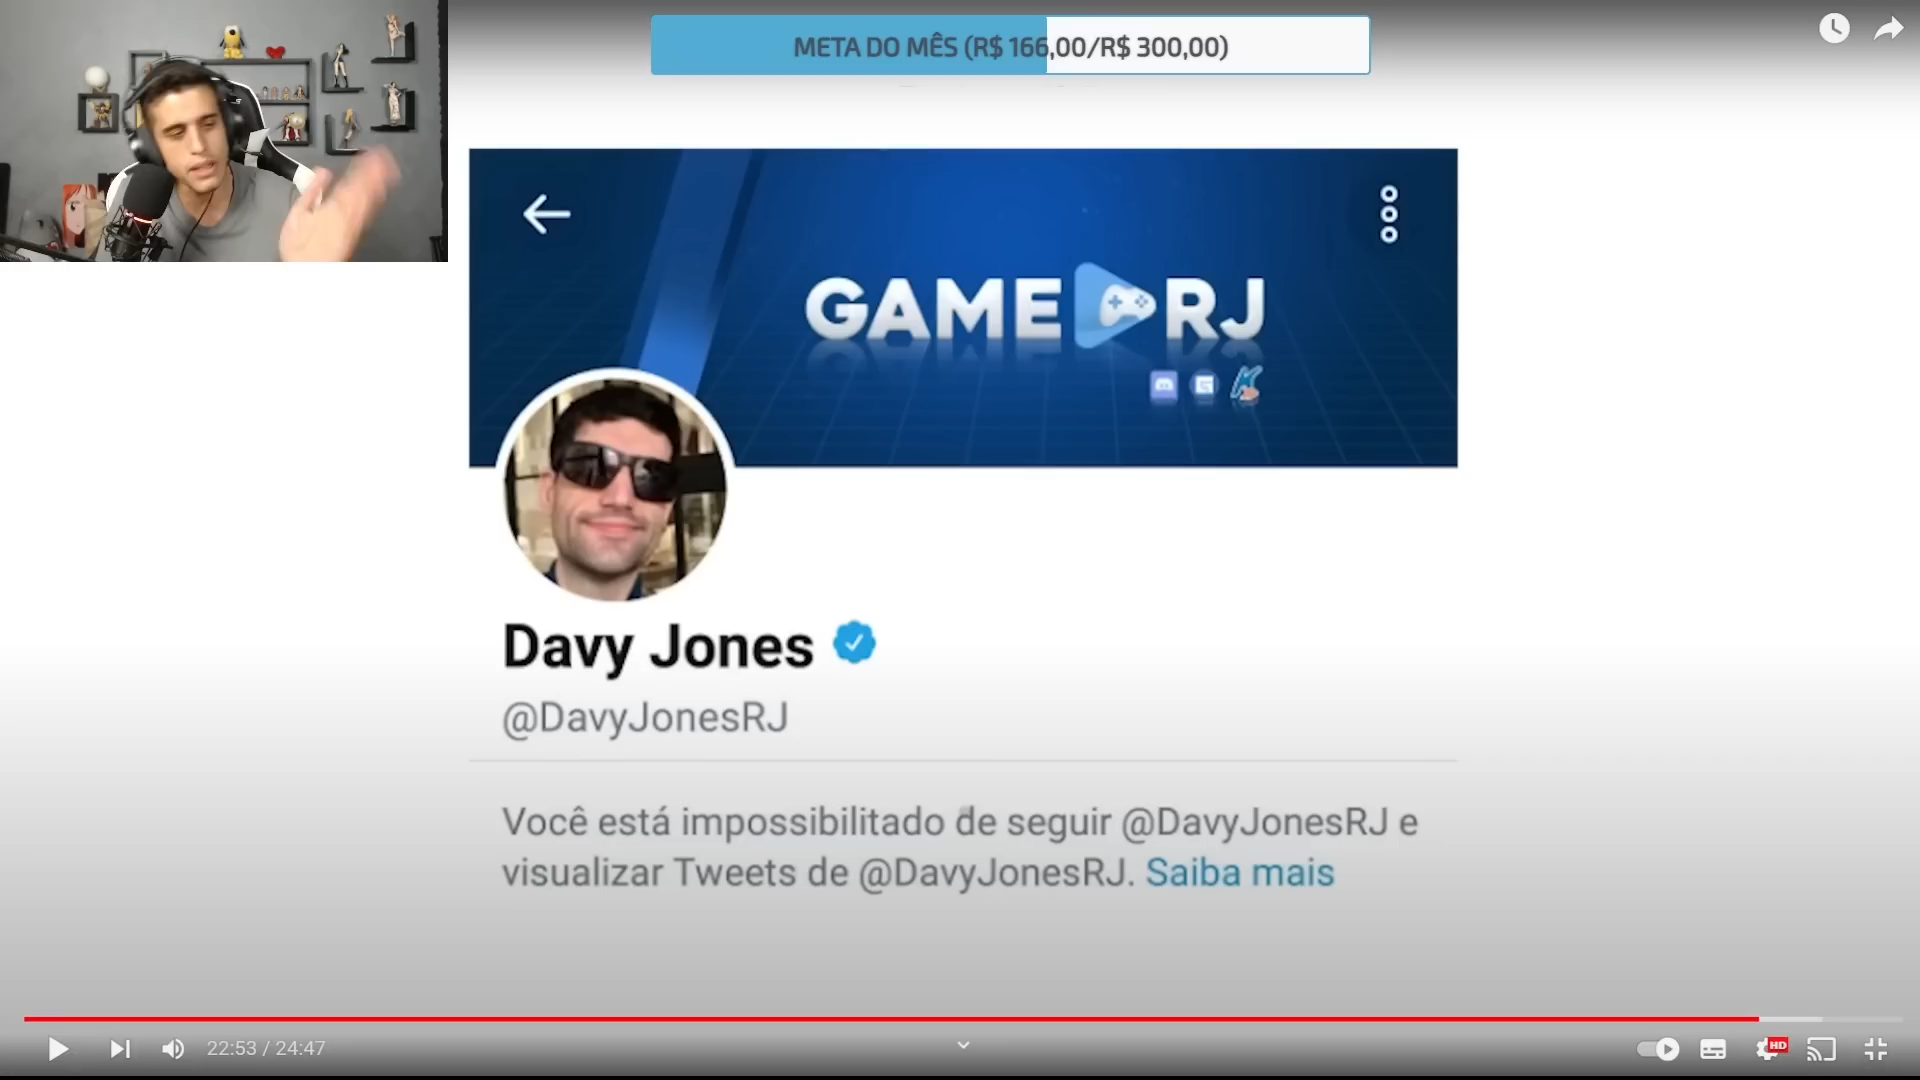 META DO MÊS (R$ 166,00/R$ 300,00)
GAME RJ
Davy Jones
@DavyJonesRJ
Você está impossibilitado de seguir @DavyJonesRJ e
visualizar Tweets de @DavyJonesRJ. Saiba mais
22:53 / 24:47
HD